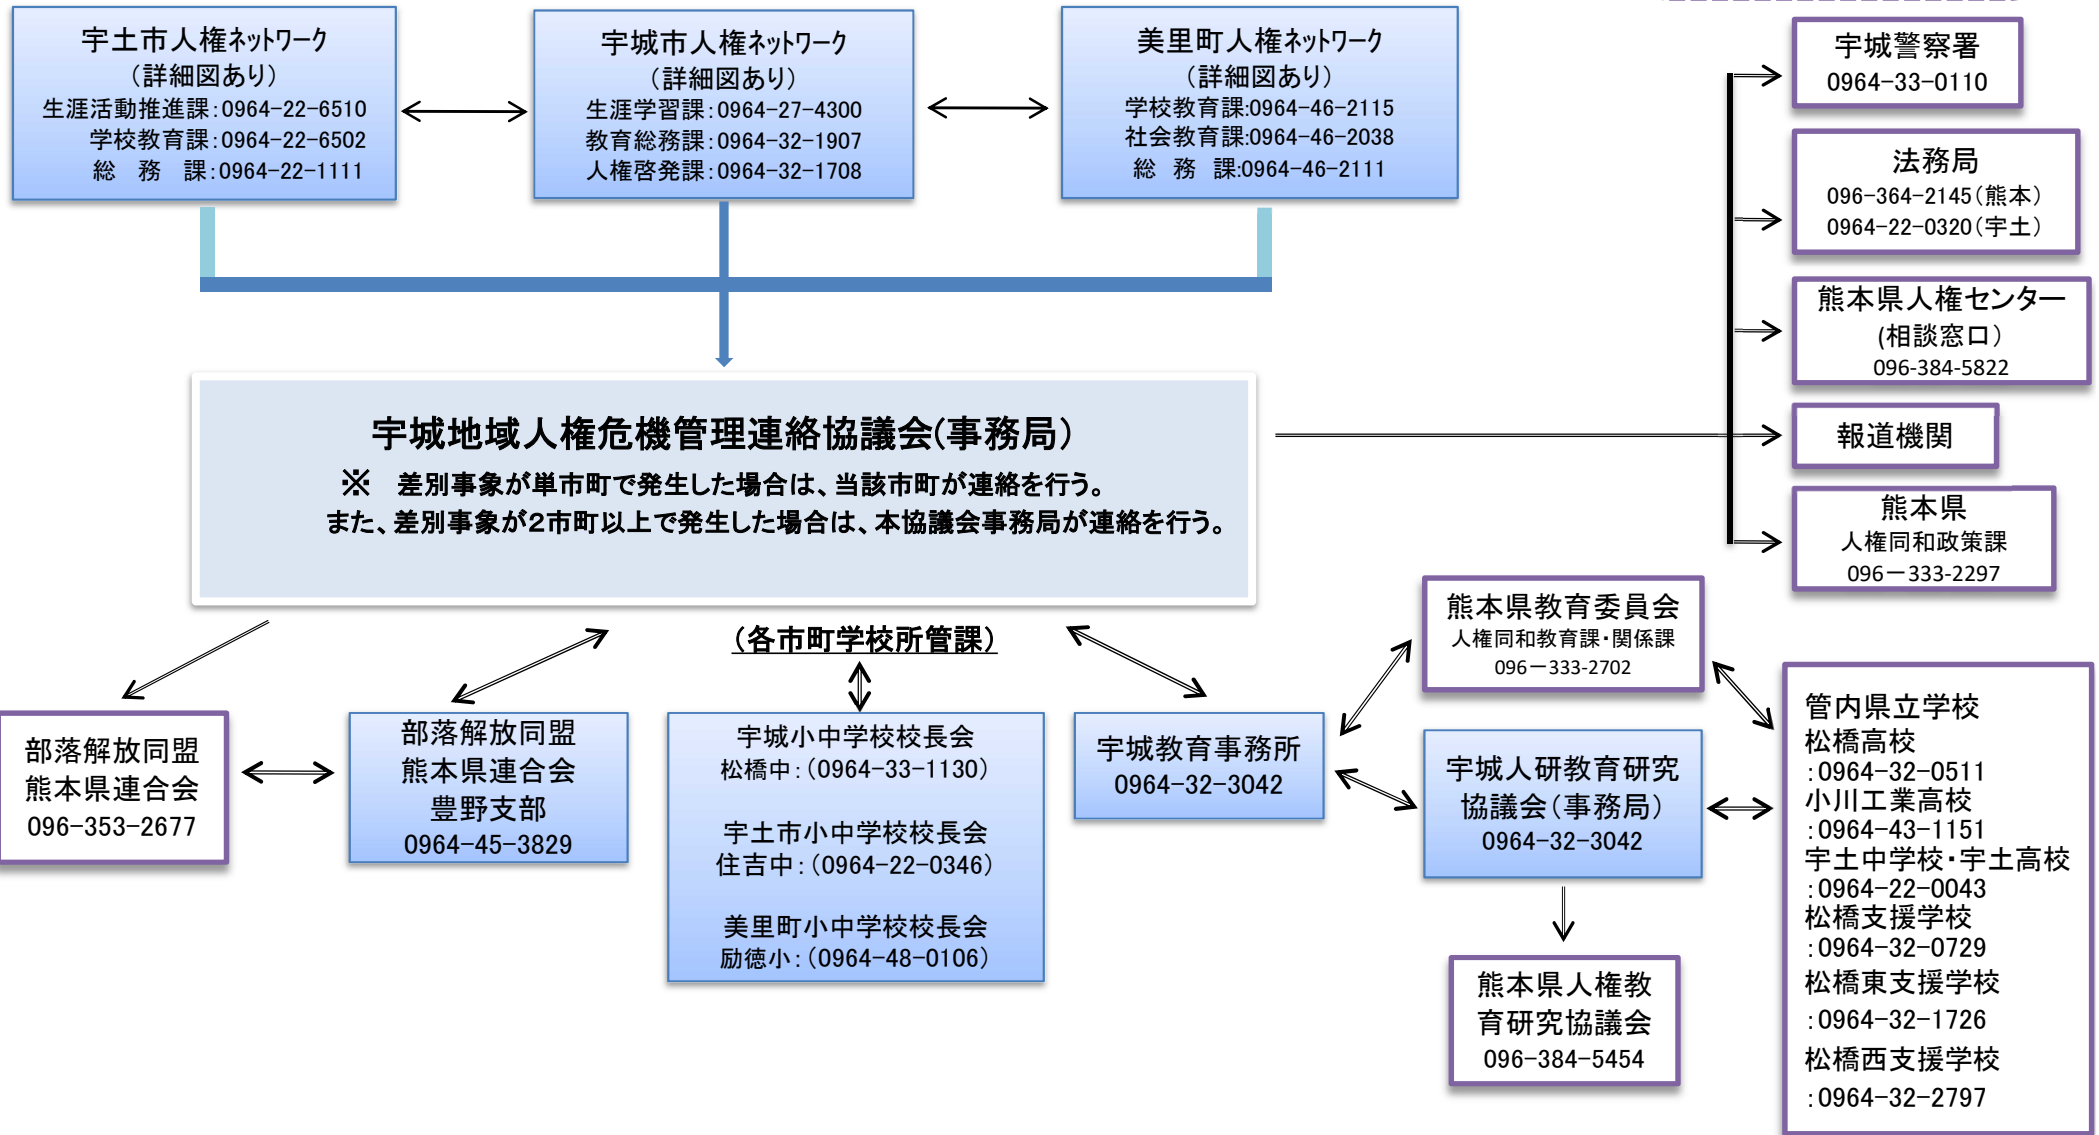 宇土市人権ネットワーク
（詳細図あり）
生涯活動推進課：0964-22-6510
学校教育課：0964-22-6502
総　務　課：0964-22-1111
宇城市人権ネットワーク
（詳細図あり）
生涯学習課：0964-27-4300
教育総務課：0964-32-1907
人権啓発課：0964-32-1708
美里町人権ネットワーク
（詳細図あり）
学校教育課:0964-46-2115
社会教育課:0964-46-2038
総　務　課:0964-46-2111
宇城警察署
0964-33-0110
法務局
096-364-2145（熊本）
0964-22-0320（宇土）
熊本県人権センター
(相談窓口）
096-384-5822
報道機関
熊本県
人権同和政策課
096－333-2297
宇城地域人権危機管理連絡協議会(事務局）
※　差別事象が単市町で発生した場合は、当該市町が連絡を行う。
また、差別事象が2市町以上で発生した場合は、本協議会事務局が連絡を行う。
（各市町学校所管課）
部落解放同盟
熊本県連合会
096-353-2677
部落解放同盟
熊本県連合会
豊野支部
0964-45-3829
宇城小中学校校長会
松橋中：（0964-33-1130）
宇土市小中学校校長会
住吉中：（0964-22-0346）
美里町小中学校校長会
励徳小：（0964-48-0106）
宇城教育事務所
0964-32-3042
熊本県教育委員会
人権同和教育課・関係課
096－333-2702
宇城人研教育研究
協議会（事務局）
0964-32-3042
熊本県人権教
育研究協議会
096-384-5454
管内県立学校
松橋高校
：0964-32-0511
小川工業高校
：0964-43-1151
宇土中学校・宇土高校
：0964-22-0043
松橋支援学校
：0964-32-0729
松橋東支援学校
：0964-32-1726
松橋西支援学校
：0964-32-2797